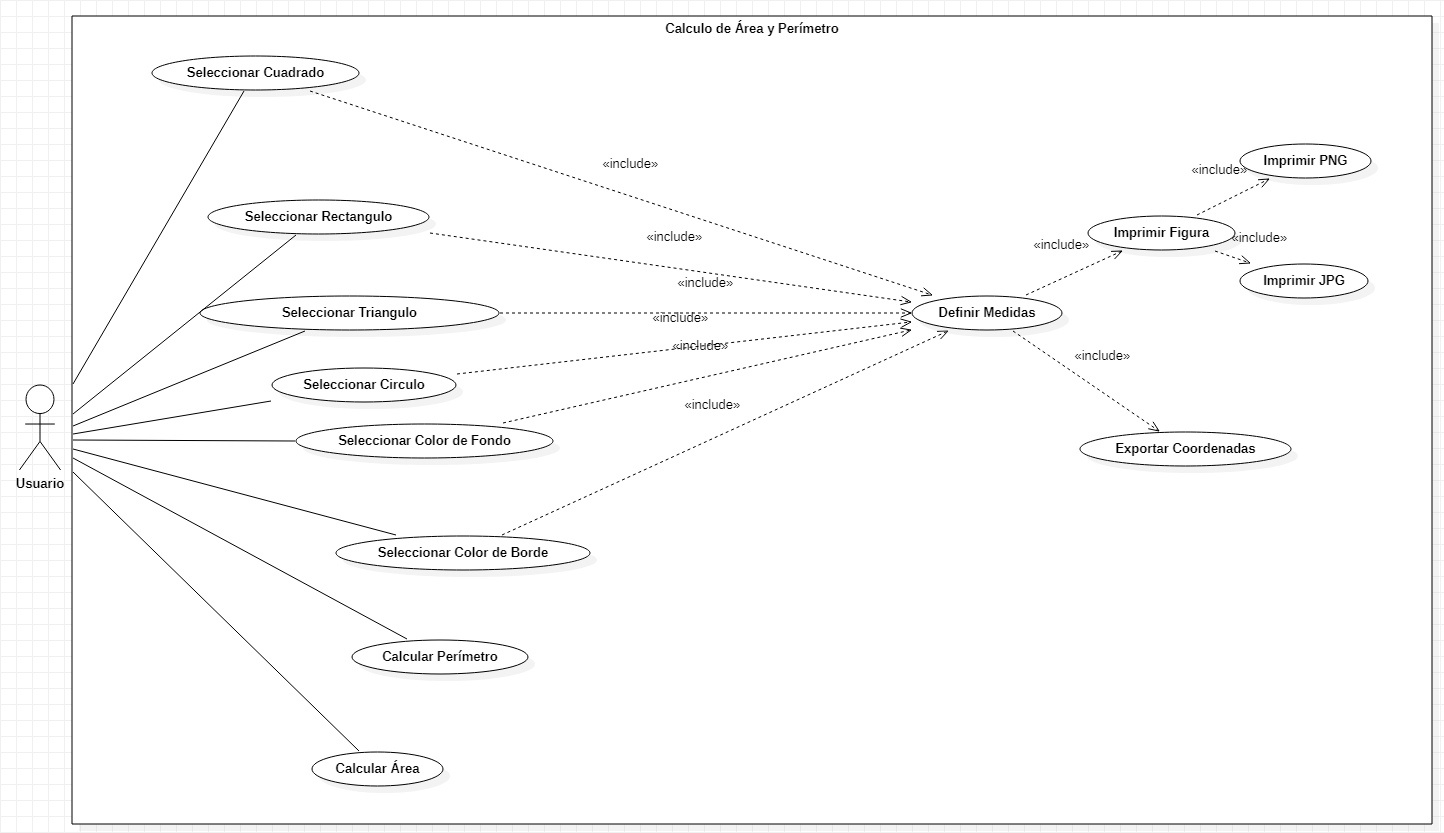 Calculo de Área y Perímetro
Seleccionar Cuadrado
«include»
Imprimir PNG
«include»
Seleccionar Rectangulo
«include»
Imprimir Figura
«include»
«include»
«include»
Imprimir JPG
Seleccionar Triangulo
«include»
Definir Medidas
«include»
«include»
Seleccionar Circulo
«include»
Seleccionar Color de Fondo
Exportar Coordenadas
Usuario
Seleccionar Color de Borde
Calcular Perímetro
Calcular Área